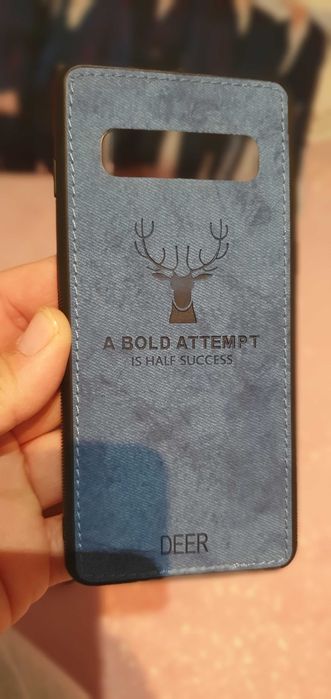 A BOLD ATTEMPT
IS HALF SUCCESS
DEER